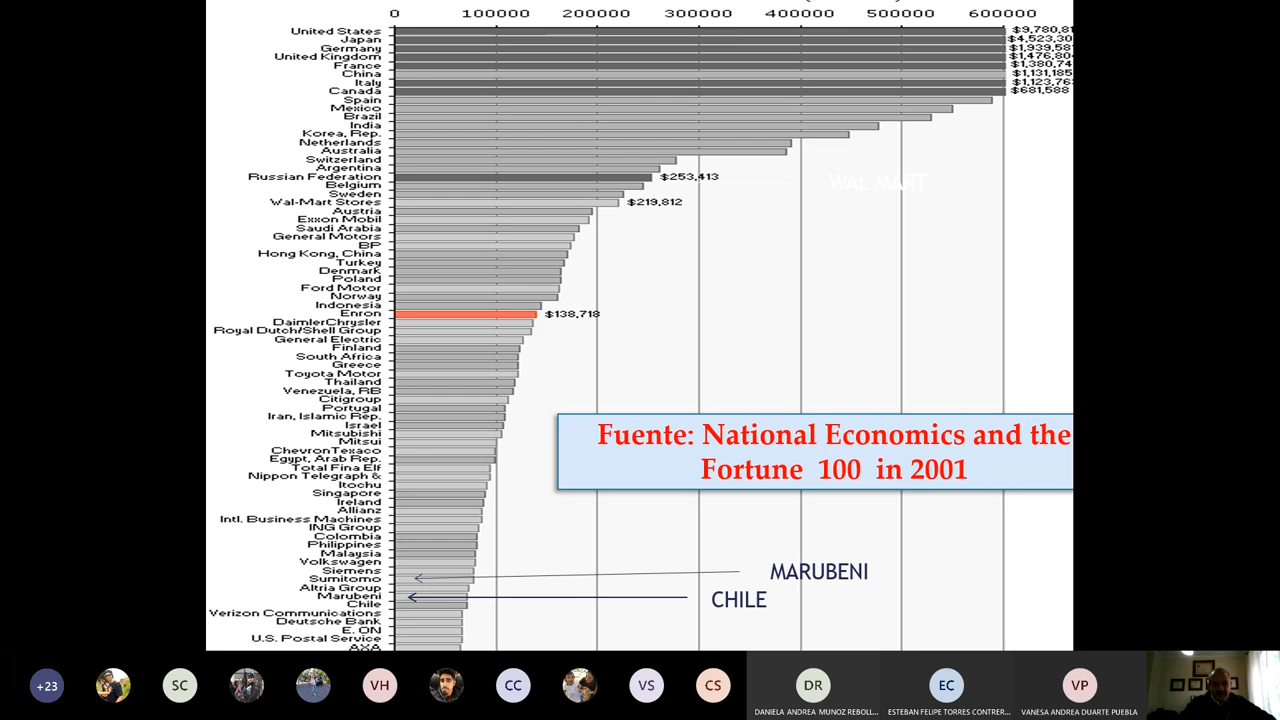 0 100000 200000 300000 400000 500000 600000
United States $9,780,8
Japan $4,523,30
Germany $1,939,58
United Kingdom $1,476,80
France $1,380,74
China $1,131,185
Italy $1,123,76
Canada $681,588
Spain
Mexico
Brazil
India
Korea, Rep.
Netherlands
Australia
Switzerland
Argentina
Russian Federation $253,413
WAL MART
Belgium
Sweden
Wal-Mart Stores $219,812
Austria
Exxon Mobil
Saudi Arabia
General Motors
BP
Hong Kong, China
Turkey
Denmark
Poland
Ford Motor
Norway
Indonesia
Enron $138,718
DaimlerChrysler
Royal Dutch/Shell Group
General Electric
Finland
South Africa
Greece
Toyota Motor
Thailand
Venezuela, RB
Citigroup
Portugal
Iran, Islamic Rep.
Israel
Mitsubishi
Mitsui
ChevronTexaco
Egypt, Arab Rep.
Total Fina Elf
Nippon Telegraph &
Itochu
Singapore
Ireland
Allianz
Intl. Business Machines
ING Group
Colombia
Philippines
Malaysia
Volkswagen
Siemens
Sumitomo
Altria Group
Marubeni
Chile
Verizon Communications
Deutsche Bank
E. ON
U.S. Postal Service
AXA
Fuente: National Economics and the
Fortune 100 in 2001
MARUBENI
CHILE
+23 SC VH CC VS CS DR EC VP
DANIELA ANDREA MUNOZ REBOLL... ESTEBAN FELIPE TORRES CONTRER... VANESA ANDREA DUARTE PUEBLA